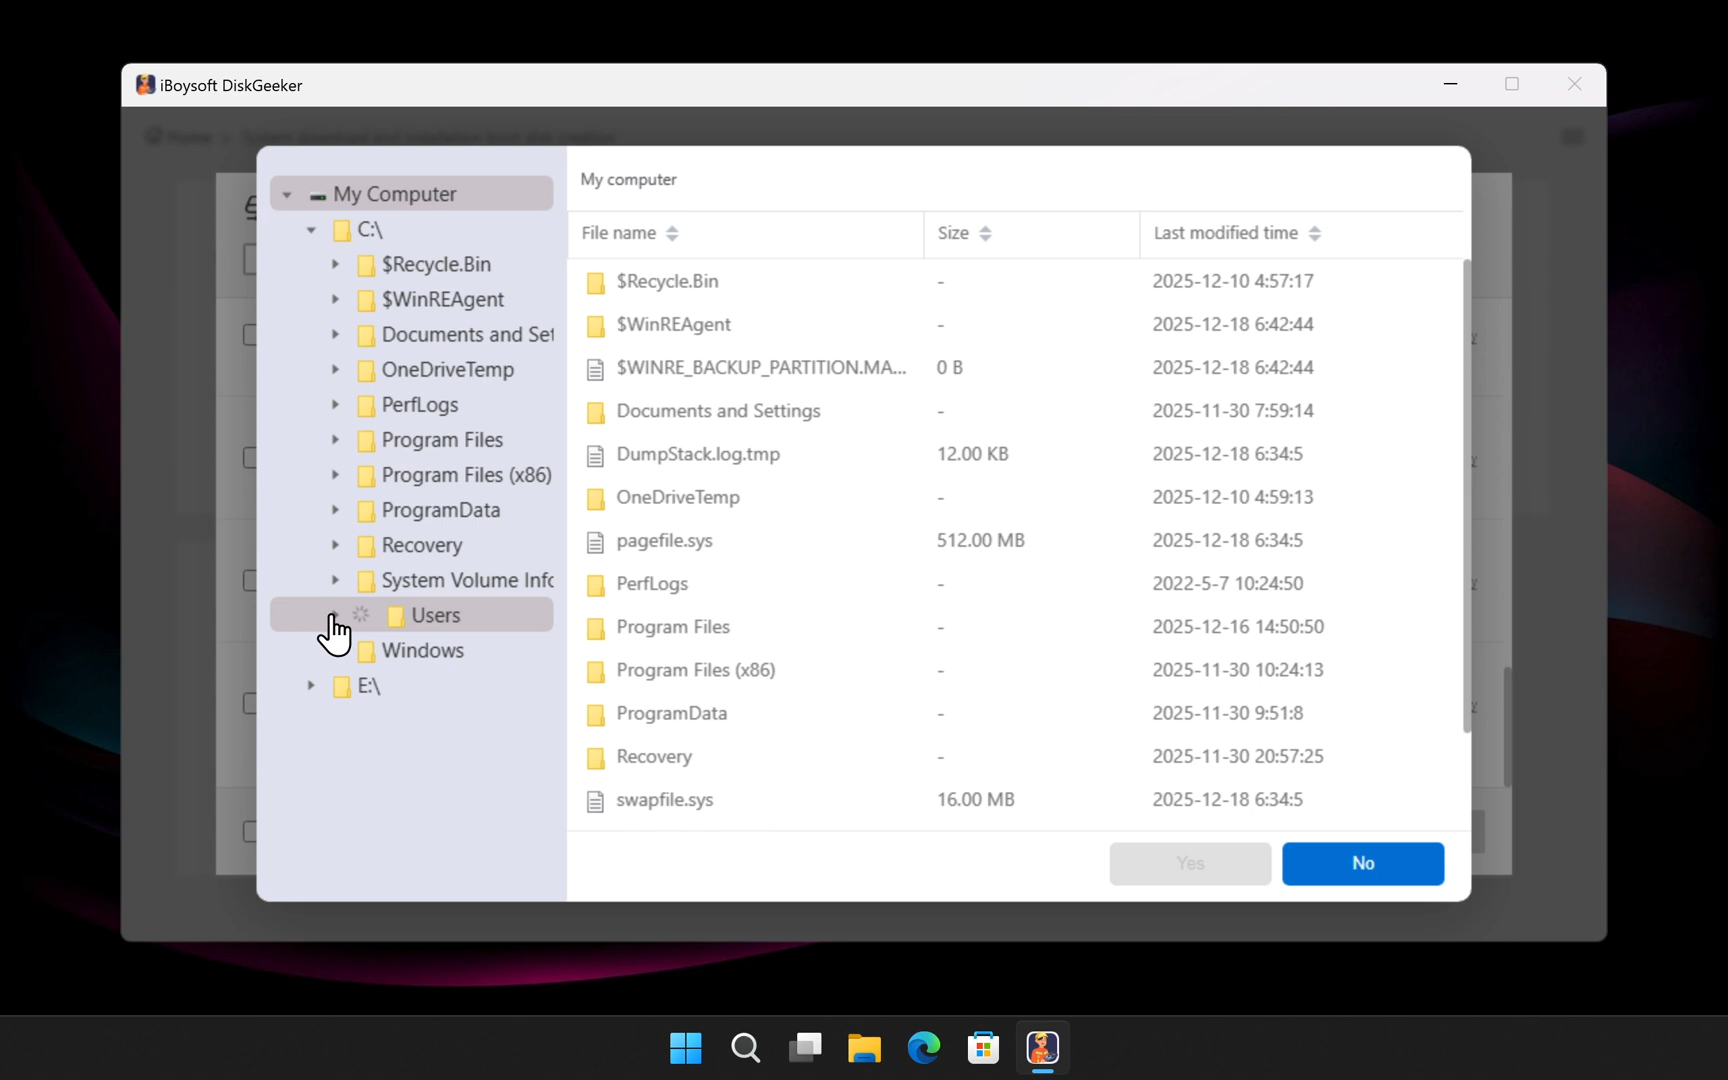 iBoysoft DiskGeeker
My Computer
C:\
$Recycle.Bin
$WinREAgent
Documents and Set
OneDriveTemp
PerfLogs
Program Files
Program Files (x86)
ProgramData
Recovery
System Volume Info
Users
Windows
E:\
My computer
File name Size Last modified time
$Recycle.Bin - 2025-12-10 4:57:17
$WinREAgent - 2025-12-18 6:42:44
$WINRE_BACKUP_PARTITION.MA... 0 B 2025-12-18 6:42:44
Documents and Settings - 2025-11-30 7:59:14
DumpStack.log.tmp 12.00 KB 2025-12-18 6:34:5
OneDriveTemp - 2025-12-10 4:59:13
pagefile.sys 512.00 MB 2025-12-18 6:34:5
PerfLogs - 2022-5-7 10:24:50
Program Files - 2025-12-16 14:50:50
Program Files (x86) - 2025-11-30 10:24:13
ProgramData - 2025-11-30 9:51:8
Recovery - 2025-11-30 20:57:25
swapfile.sys 16.00 MB 2025-12-18 6:34:5
Yes No